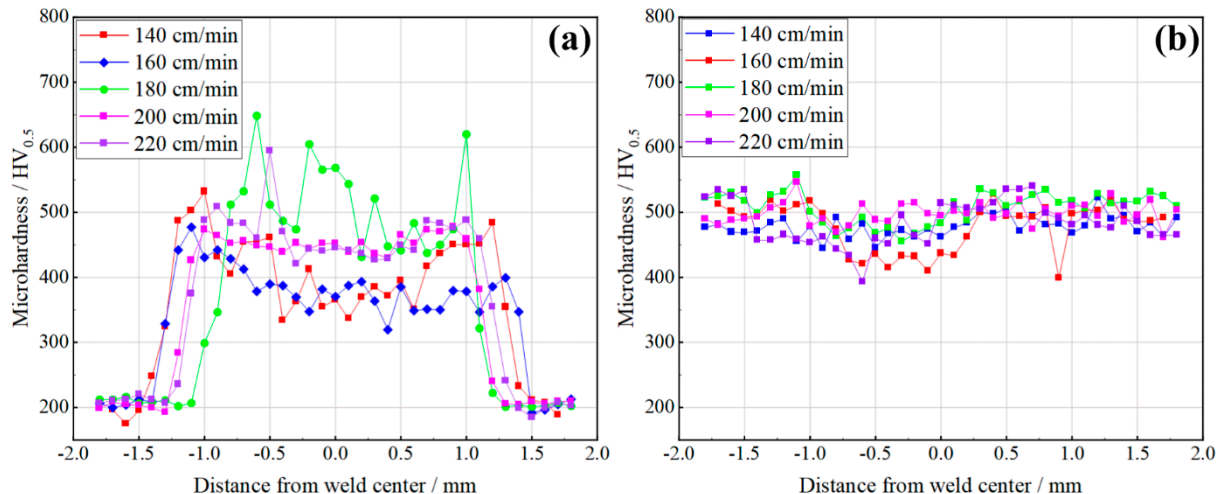 (a)
140 cm/min
160 cm/min
180 cm/min
200 cm/min
220 cm/min
Microhardness / HV0.5
800
700
600
500
400
300
200
-2.0 -1.5 -1.0 -0.5 0.0 0.5 1.0 1.5 2.0
Distance from weld center / mm
(b)
140 cm/min
160 cm/min
180 cm/min
200 cm/min
220 cm/min
Microhardness / HV0.5
800
700
600
500
400
300
200
-2.0 -1.5 -1.0 -0.5 0.0 0.5 1.0 1.5 2.0
Distance from weld center / mm